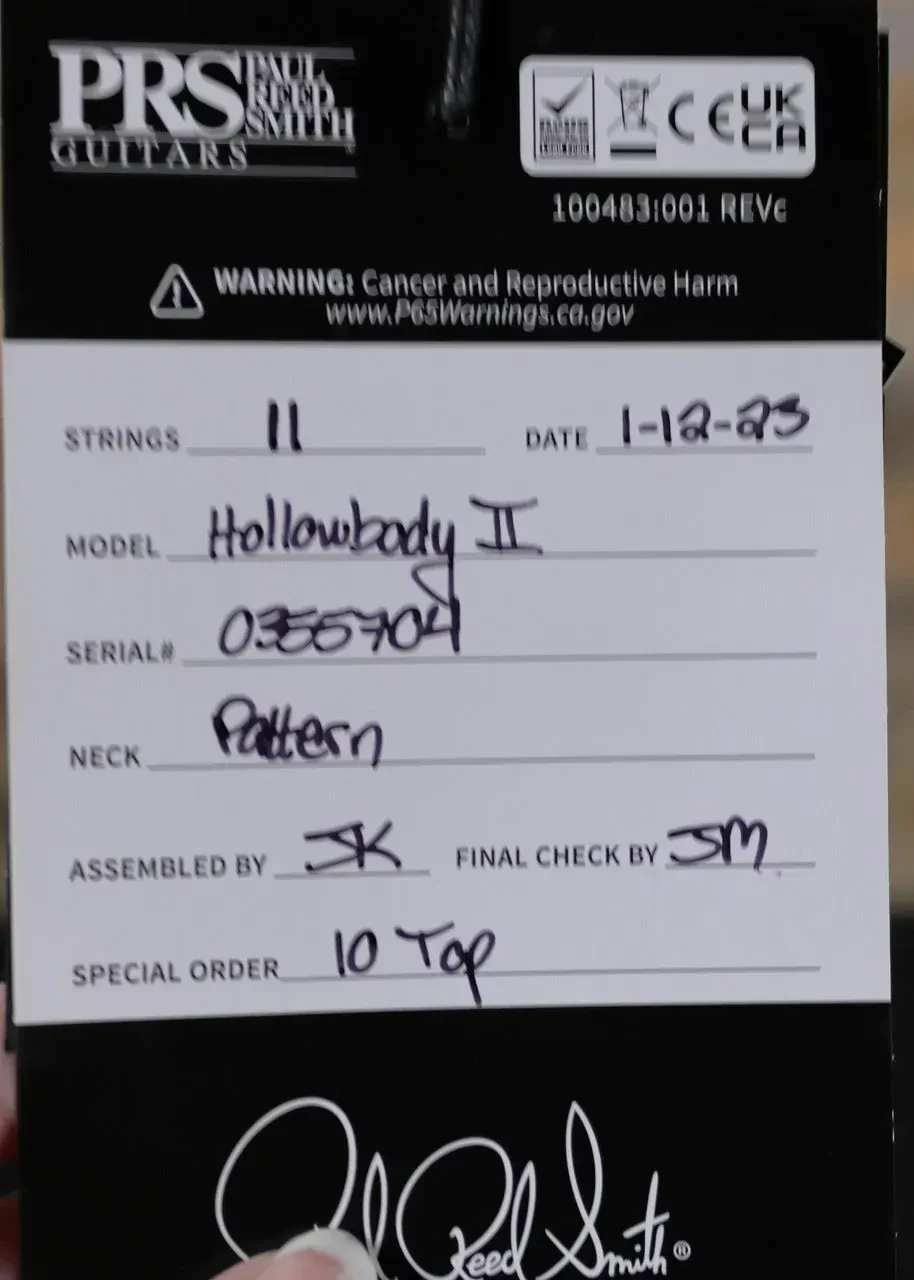 PRS PAUL REED SMITH
GUITARS
CE UK CA
100483:001 REVc
WARNING: Cancer and Reproductive Harm
www.P65Warnings.ca.gov
STRINGS 11 DATE 1-12-23
MODEL Hollowbody II
SERIAL# 0355704
NECK Pattern
ASSEMBLED BY JK FINAL CHECK BY JM
SPECIAL ORDER 10 Top
Paul Reed Smith®